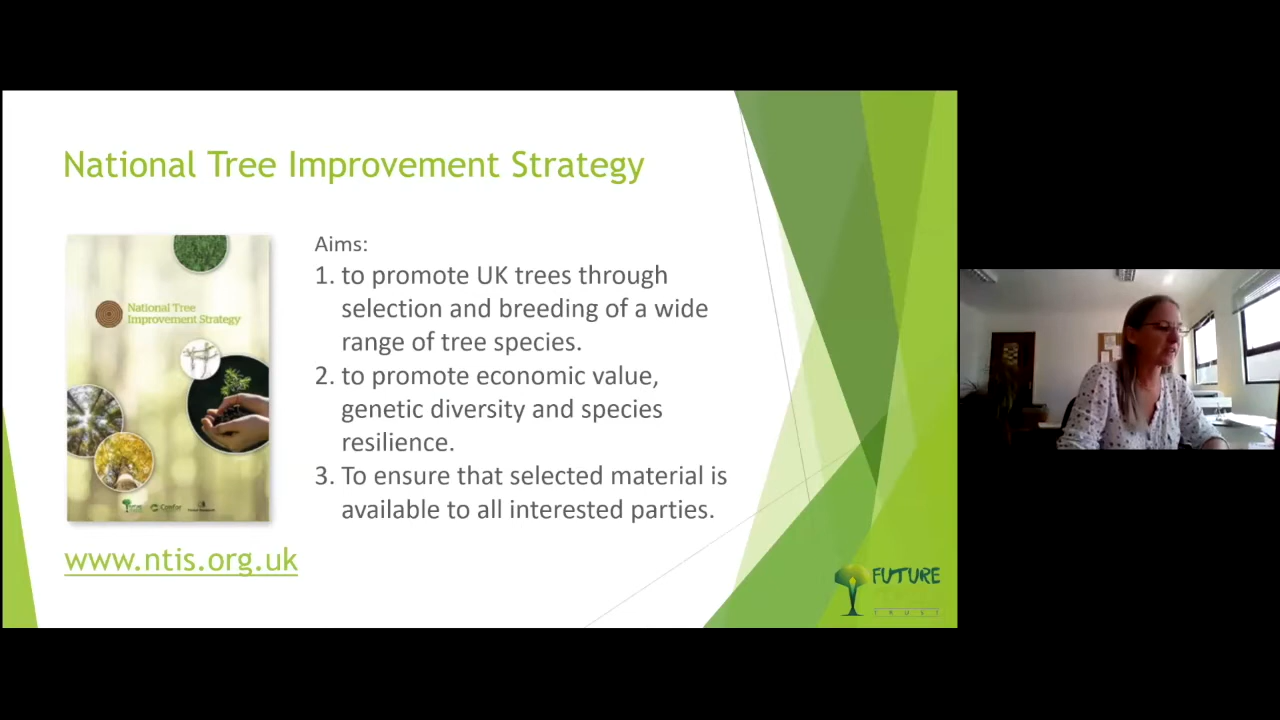 National Tree Improvement Strategy
Aims:
1. to promote UK trees through
selection and breeding of a wide
range of tree species.
2. to promote economic value,
genetic diversity and species
resilience.
3. To ensure that selected material is
available to all interested parties.
National Tree
Improvement Strategy
www.ntis.org.uk
FUTURE
TRUST